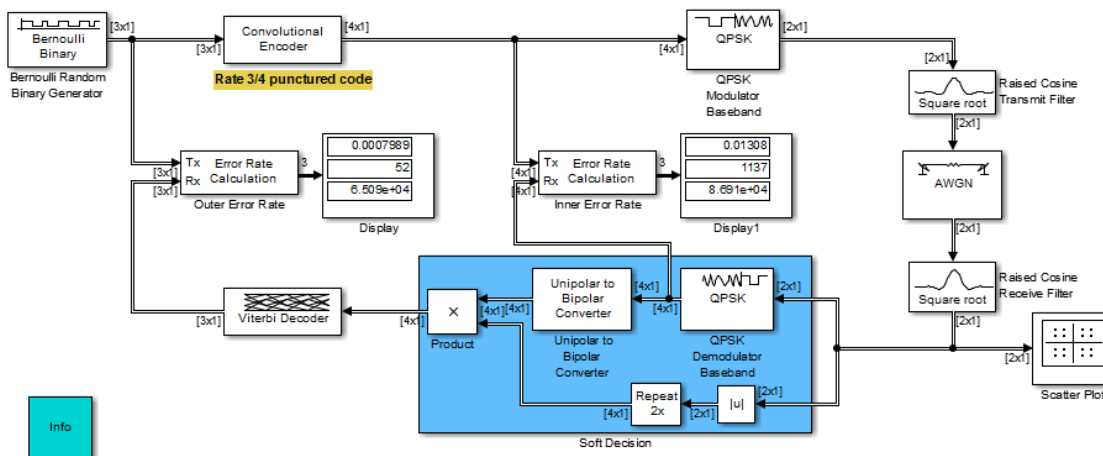 [3x1]
[4x1]
[2x1]
Bernoulli
Binary
[3x1]
Convolutional
Encoder
[4x1]
QPSK
[2x1]
Bernoulli Random
Binary Generator
Rate 3/4 punctured code
QPSK
Modulator
Baseband
Square root
Raised Cosine
Transmit Filter
[2x1]
Tx
Rx
[3x1]
[3x1]
Error Rate
Calculation
3
0.0007989
52
6.509e+04
Tx
Rx
[4x1]
[4x1]
Error Rate
Calculation
3
0.01308
1137
8.691e+04
AWGN
Outer Error Rate
Display
Inner Error Rate
Display1
[2x1]
Viterbi Decoder
[3x1]
[4x1]
×
Product
[4x1]
[4x1]
Unipolar to
Bipolar
Converter
[4x1]
[4x1]
QPSK
[2x1]
Square root
Raised Cosine
Receive Filter
[2x1]
Unipolar to
Bipolar
Converter
QPSK
Demodulator
Baseband
[2x1]
Scatter Plot
Repeat
2x
[4x1]
[2x1]
|u|
[2x1]
Soft Decision
Info